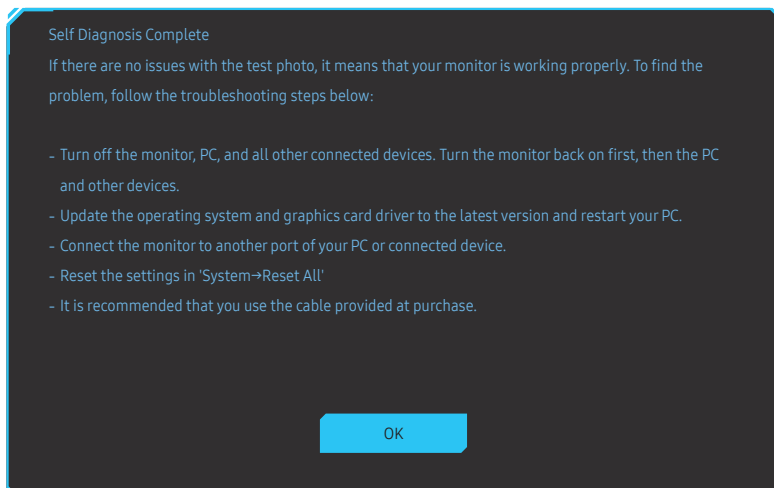 Self Diagnosis Complete
If there are no issues with the test photo, it means that your monitor is working properly. To find the
problem, follow the troubleshooting steps below:
- Turn off the monitor, PC, and all other connected devices. Turn the monitor back on first, then the PC
and other devices.
- Update the operating system and graphics card driver to the latest version and restart your PC.
- Connect the monitor to another port of your PC or connected device.
- Reset the settings in 'System→Reset All'
- It is recommended that you use the cable provided at purchase.
OK